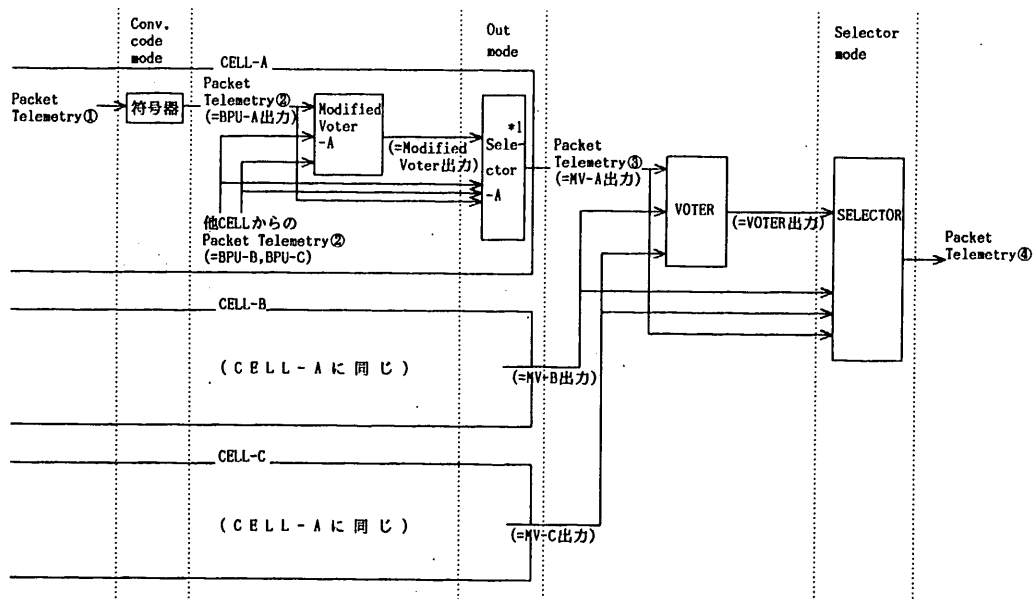 Conv.
code
mode
Out
mode
Selector
mode
CELL-A
Packet
Telemetry①
符号器
Packet
Telemetry②
(=BPU-A出力)
Modified
Voter
-A
(=Modified
Voter出力)
*1
Sele-
ctor
-A
他CELLからの
Packet Telemetry②
(=BPU-B,BPU-C)
Packet
Telemetry③
(=MV-A出力)
VOTER
(=VOTER出力)
SELECTOR
Packet
Telemetry④
CELL-B
(CELL-Aに同じ)
(=MV-B出力)
CELL-C
(CELL-Aに同じ)
(=MV-C出力)